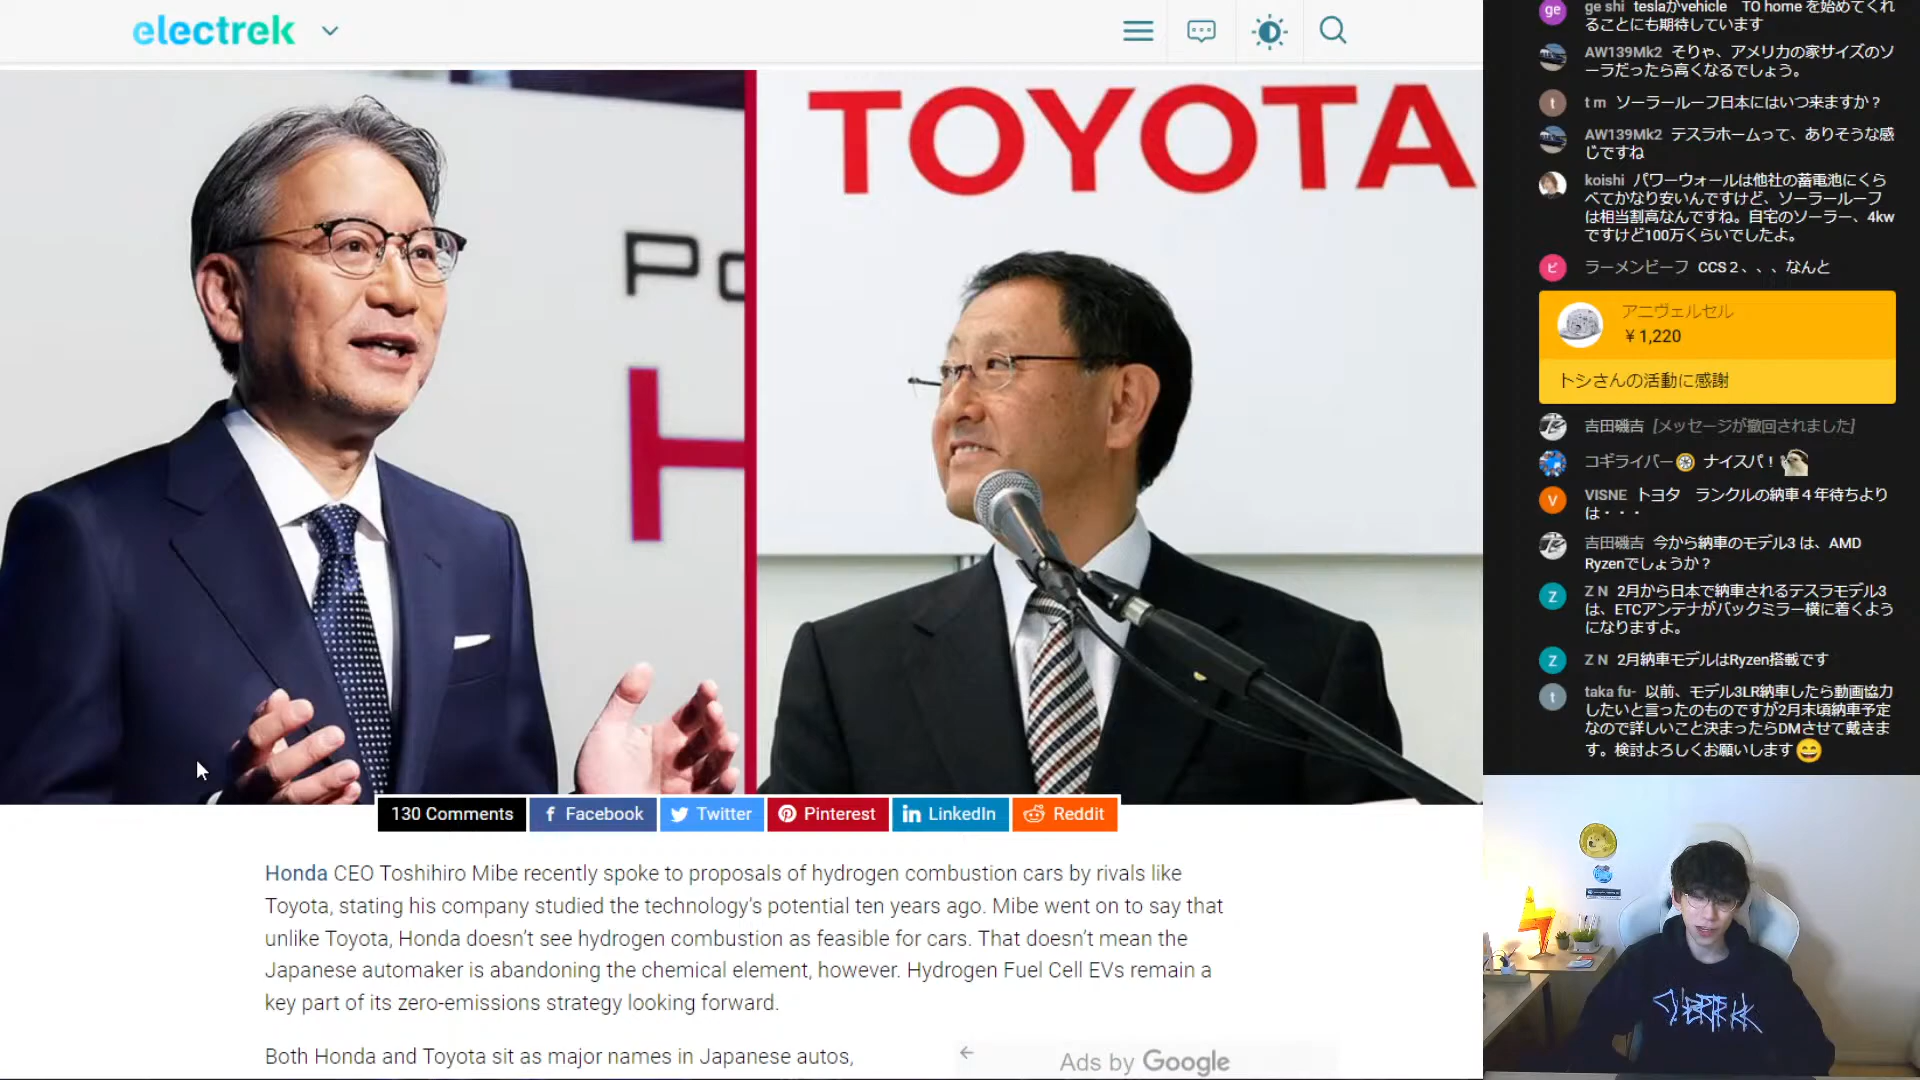 electrek
TOYOTA
Po
H
130 Comments
Facebook
Twitter
Pinterest
LinkedIn
Reddit
Honda CEO Toshihiro Mibe recently spoke to proposals of hydrogen combustion cars by rivals like
Toyota, stating his company studied the technology's potential ten years ago. Mibe went on to say that
unlike Toyota, Honda doesn't see hydrogen combustion as feasible for cars. That doesn't mean the
Japanese automaker is abandoning the chemical element, however. Hydrogen Fuel Cell EVs remain a
key part of its zero-emissions strategy looking forward.
Both Honda and Toyota sit as major names in Japanese autos,
Ads by Google
ge
ge shi teslaがvehicle TO home を始めてくれ
ることにも期待しています
AW139Mk2 そりゃ、アメリカの家サイズのソ
ーラだったら高くなるでしょう。
t
t m ソーラールーフ日本にはいつ来ますか？
AW139Mk2 テスラホームって、ありそうな感
じですね
koishi パワーウォールは他社の蓄電池にくら
べてかなり安いんですけど、ソーラールーフ
は相当割高なんですね。自宅のソーラー、4kw
ですけど100万くらいでしたよ。
ビ
ラーメンビーフ CCS２、、、なんと
アニヴェルセル
￥1,220
トシさんの活動に感謝
吉田磯吉 [メッセージが撤回されました]
コギライバー ナイスパ！
V
VISNE トヨタ ランクルの納車４年待ちより
は・・・
吉田磯吉 今から納車のモデル3 は、AMD
Ryzenでしょうか？
Z
Z N 2月から日本で納車されるテスラモデル3
は、ETCアンテナがバックミラー横に着くよう
になりますよ。
Z
Z N 2月納車モデルはRyzen搭載です
t
taka fu- 以前、モデル3LR納車したら動画協力
したいと言ったのものですが2月末頃納車予定
なので詳しいこと決まったらDMさせて戴きま
す。検討よろしくお願いします😄